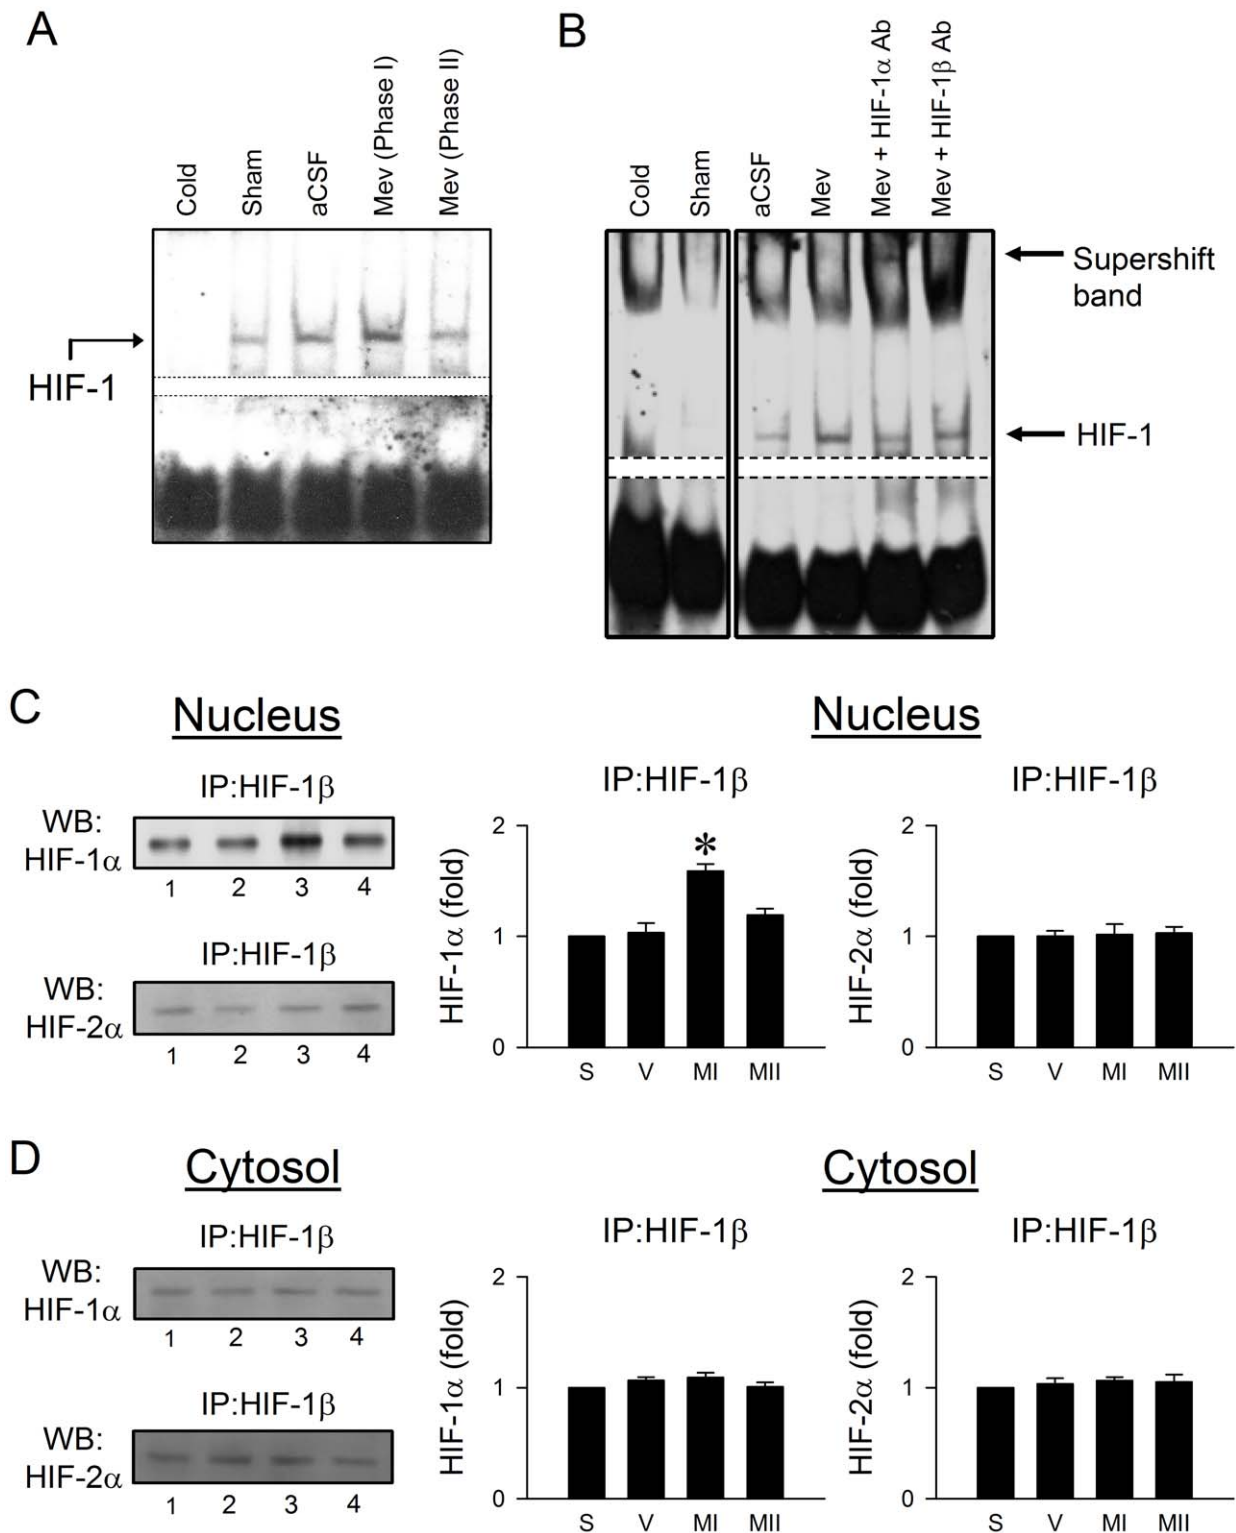 A
Cold
Sham
aCSF
Mev (Phase I)
Mev (Phase II)
HIF-1
B
Cold
Sham
aCSF
Mev
Mev + HIF-1α Ab
Mev + HIF-1β Ab
Supershift
band
HIF-1
C
Nucleus
IP:HIF-1β
WB:
HIF-1α
1 2 3 4
IP:HIF-1β
WB:
HIF-2α
1 2 3 4
Nucleus
IP:HIF-1β
HIF-1α (fold)
2
*
1
0
S V MI MII
IP:HIF-1β
HIF-2α (fold)
2
1
0
S V MI MII
D
Cytosol
IP:HIF-1β
WB:
HIF-1α
1 2 3 4
IP:HIF-1β
WB:
HIF-2α
1 2 3 4
Cytosol
IP:HIF-1β
HIF-1α (fold)
2
1
0
S V MI MII
IP:HIF-1β
HIF-2α (fold)
2
1
0
S V MI MII